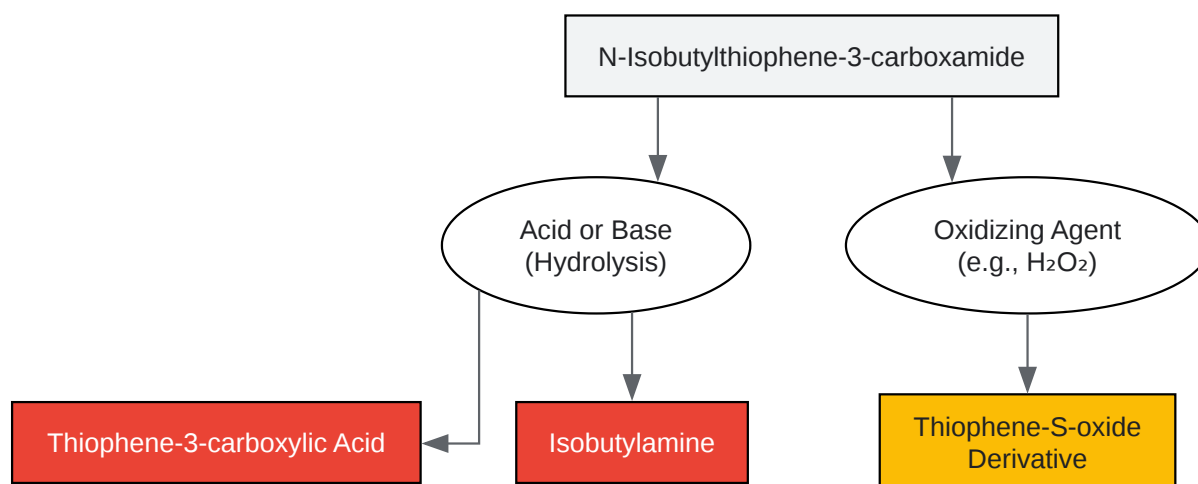 N-Isobutylthiophene-3-carboxamide
Acid or Base
(Hydrolysis)
Oxidizing Agent
(e.g., H₂O₂)
Thiophene-3-carboxylic Acid
Isobutylamine
Thiophene-S-oxide
Derivative